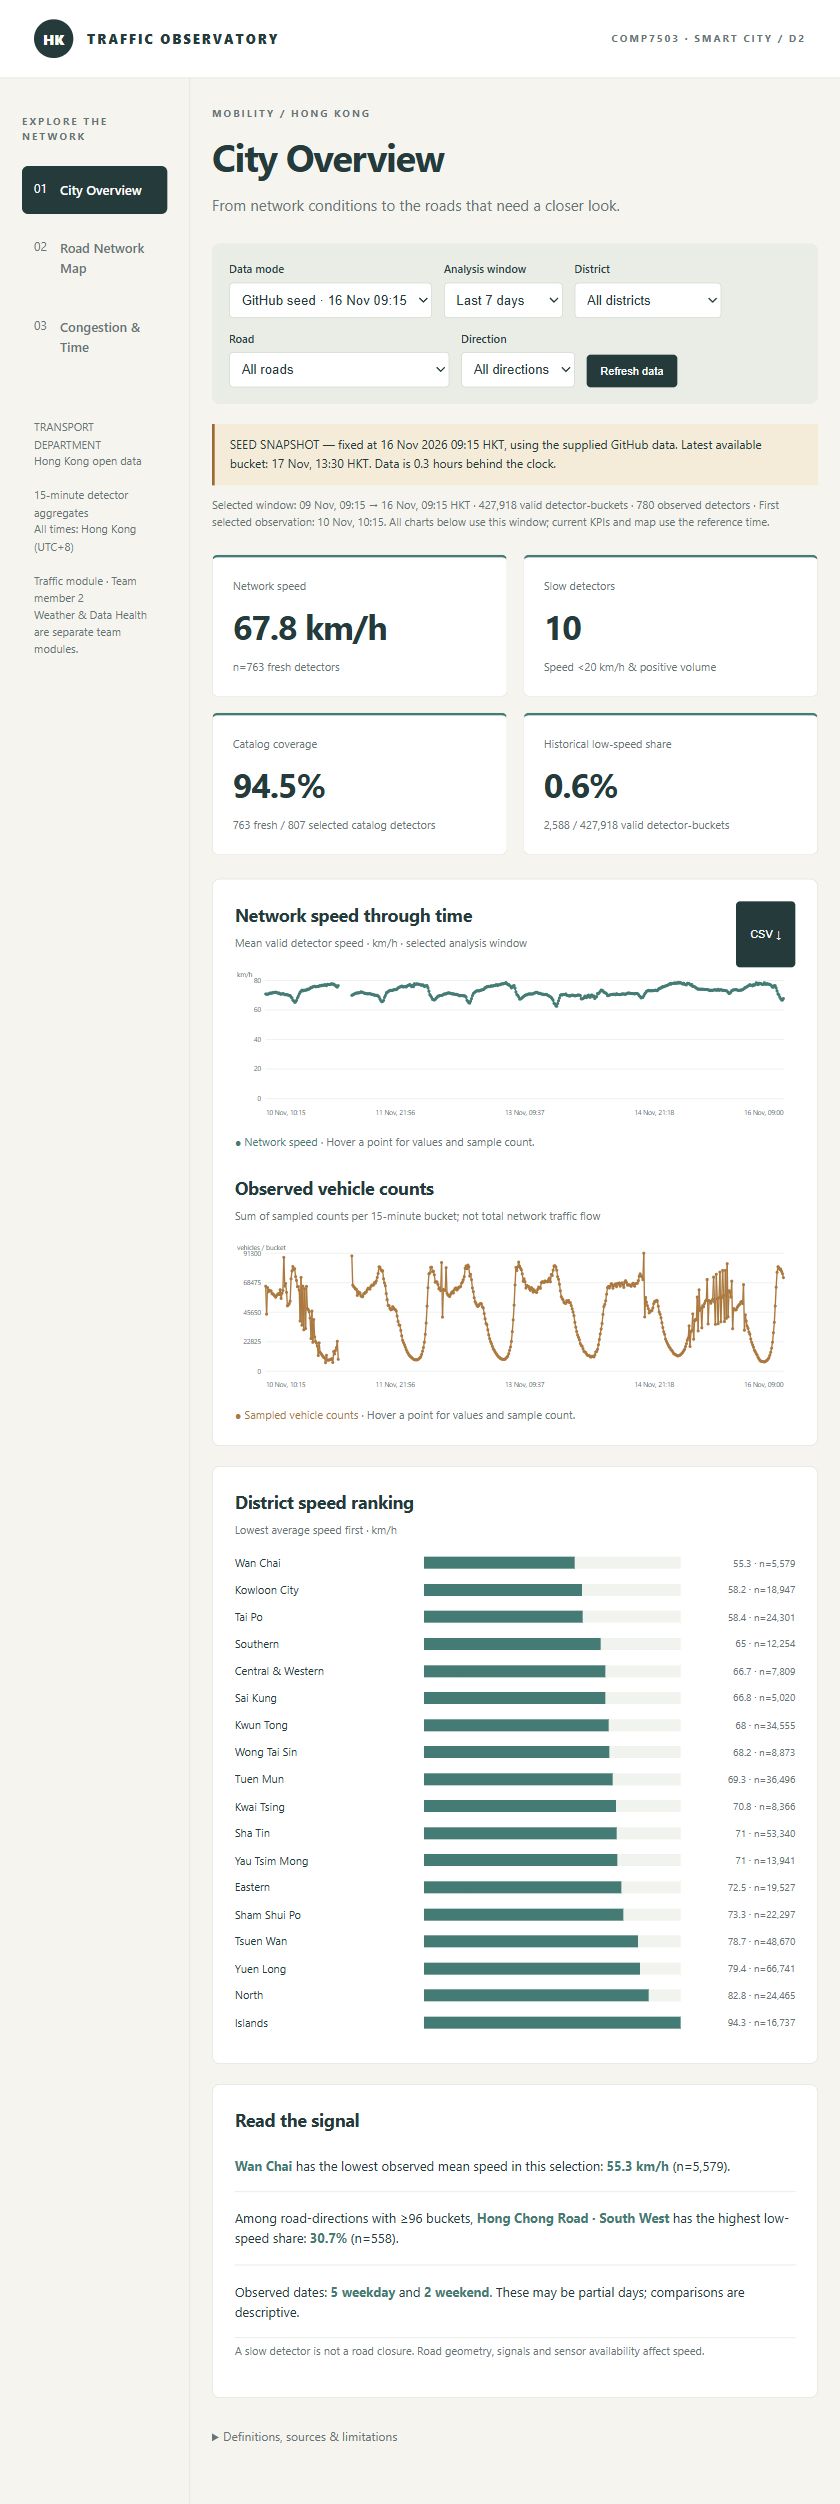 HK TRAFFIC OBSERVATORY
COMP7503 · SMART CITY / D2
EXPLORE THE
NETWORK
01 City Overview
02 Road Network
Map
03 Congestion &
Time
TRANSPORT
DEPARTMENT
Hong Kong open data
15-minute detector
aggregates
All times: Hong Kong
(UTC+8)
Traffic module · Team
member 2
Weather & Data Health
are separate team
modules.
MOBILITY / HONG KONG
City Overview
From network conditions to the roads that need a closer look.
Data mode Analysis window District
GitHub seed · 16 Nov 09:15 Last 7 days All districts
Road Direction
All roads All directions Refresh data
SEED SNAPSHOT — fixed at 16 Nov 2026 09:15 HKT, using the supplied GitHub data. Latest available
bucket: 17 Nov, 13:30 HKT. Data is 0.3 hours behind the clock.
Selected window: 09 Nov, 09:15 → 16 Nov, 09:15 HKT · 427,918 valid detector-buckets · 780 observed detectors · First
selected observation: 10 Nov, 10:15. All charts below use this window; current KPIs and map use the reference time.
Network speed
67.8 km/h
n=763 fresh detectors
Slow detectors
10
Speed <20 km/h & positive volume
Catalog coverage
94.5%
763 fresh / 807 selected catalog detectors
Historical low-speed share
0.6%
2,588 / 427,918 valid detector-buckets
Network speed through time
Mean valid detector speed · km/h · selected analysis window
CSV ↓
km/h
80
60
40
20
0
10 Nov, 10:15 11 Nov, 21:56 13 Nov, 09:37 14 Nov, 21:18 16 Nov, 09:00
● Network speed · Hover a point for values and sample count.
Observed vehicle counts
Sum of sampled counts per 15-minute bucket; not total network traffic flow
vehicles / bucket
91300
68475
45650
22825
0
10 Nov, 10:15 11 Nov, 21:56 13 Nov, 09:37 14 Nov, 21:18 16 Nov, 09:00
● Sampled vehicle counts · Hover a point for values and sample count.
District speed ranking
Lowest average speed first · km/h
Wan Chai 55.3 · n=5,579
Kowloon City 58.2 · n=18,947
Tai Po 58.4 · n=24,301
Southern 65 · n=12,254
Central & Western 66.7 · n=7,809
Sai Kung 66.8 · n=5,020
Kwun Tong 68 · n=34,555
Wong Tai Sin 68.2 · n=8,873
Tuen Mun 69.3 · n=36,496
Kwai Tsing 70.8 · n=8,366
Sha Tin 71 · n=53,340
Yau Tsim Mong 71 · n=13,941
Eastern 72.5 · n=19,527
Sham Shui Po 73.3 · n=22,297
Tsuen Wan 78.7 · n=48,670
Yuen Long 79.4 · n=66,741
North 82.8 · n=24,465
Islands 94.3 · n=16,737
Read the signal
Wan Chai has the lowest observed mean speed in this selection: 55.3 km/h (n=5,579).
Among road-directions with ≥96 buckets, Hong Chong Road · South West has the highest low-
speed share: 30.7% (n=558).
Observed dates: 5 weekday and 2 weekend. These may be partial days; comparisons are
descriptive.
A slow detector is not a road closure. Road geometry, signals and sensor availability affect speed.
▶ Definitions, sources & limitations